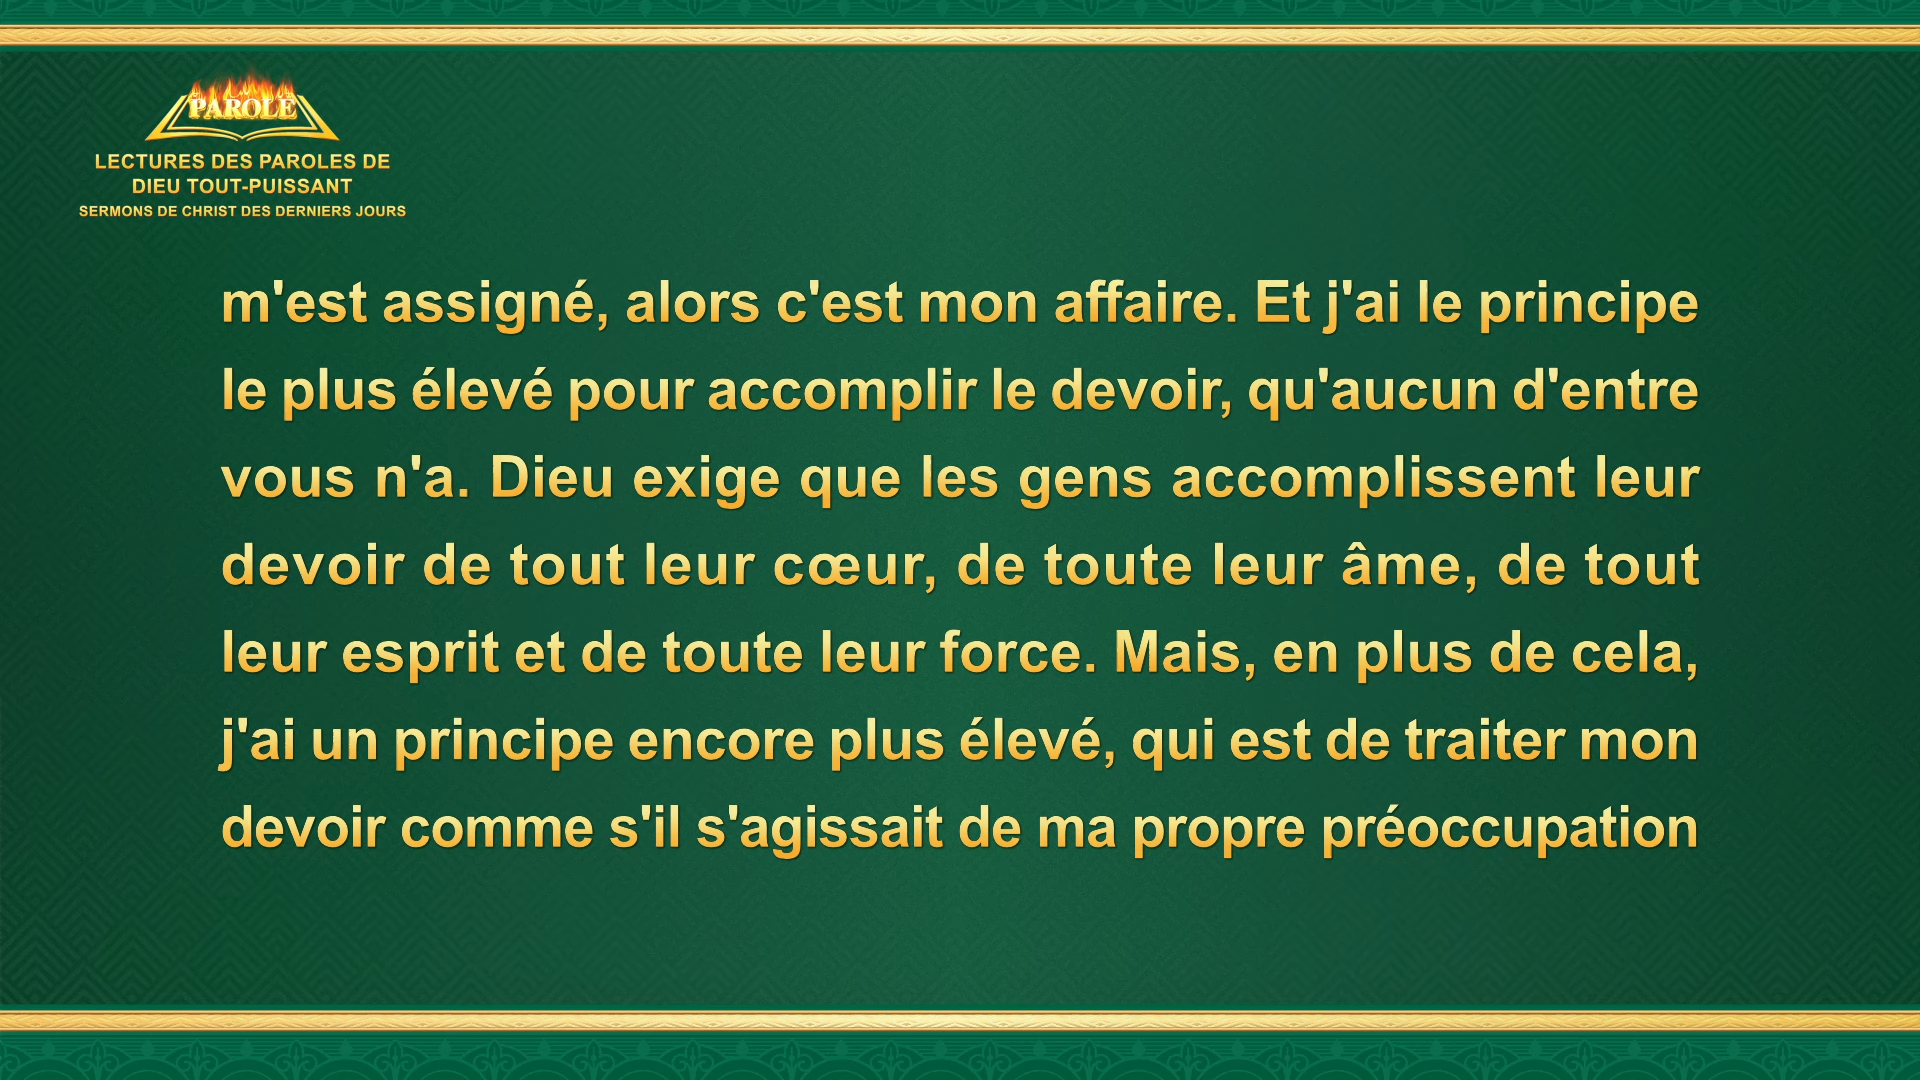 PAROLE
LECTURES DES PAROLES DE
DIEU TOUT-PUISSANT
SERMONS DE CHRIST DES DERNIERS JOURS
m'est assigné, alors c'est mon affaire. Et j'ai le principe
le plus élevé pour accomplir le devoir, qu'aucun d'entre
vous n'a. Dieu exige que les gens accomplissent leur
devoir de tout leur cœur, de toute leur âme, de tout
leur esprit et de toute leur force. Mais, en plus de cela,
j'ai un principe encore plus élevé, qui est de traiter mon
devoir comme s'il s'agissait de ma propre préoccupation